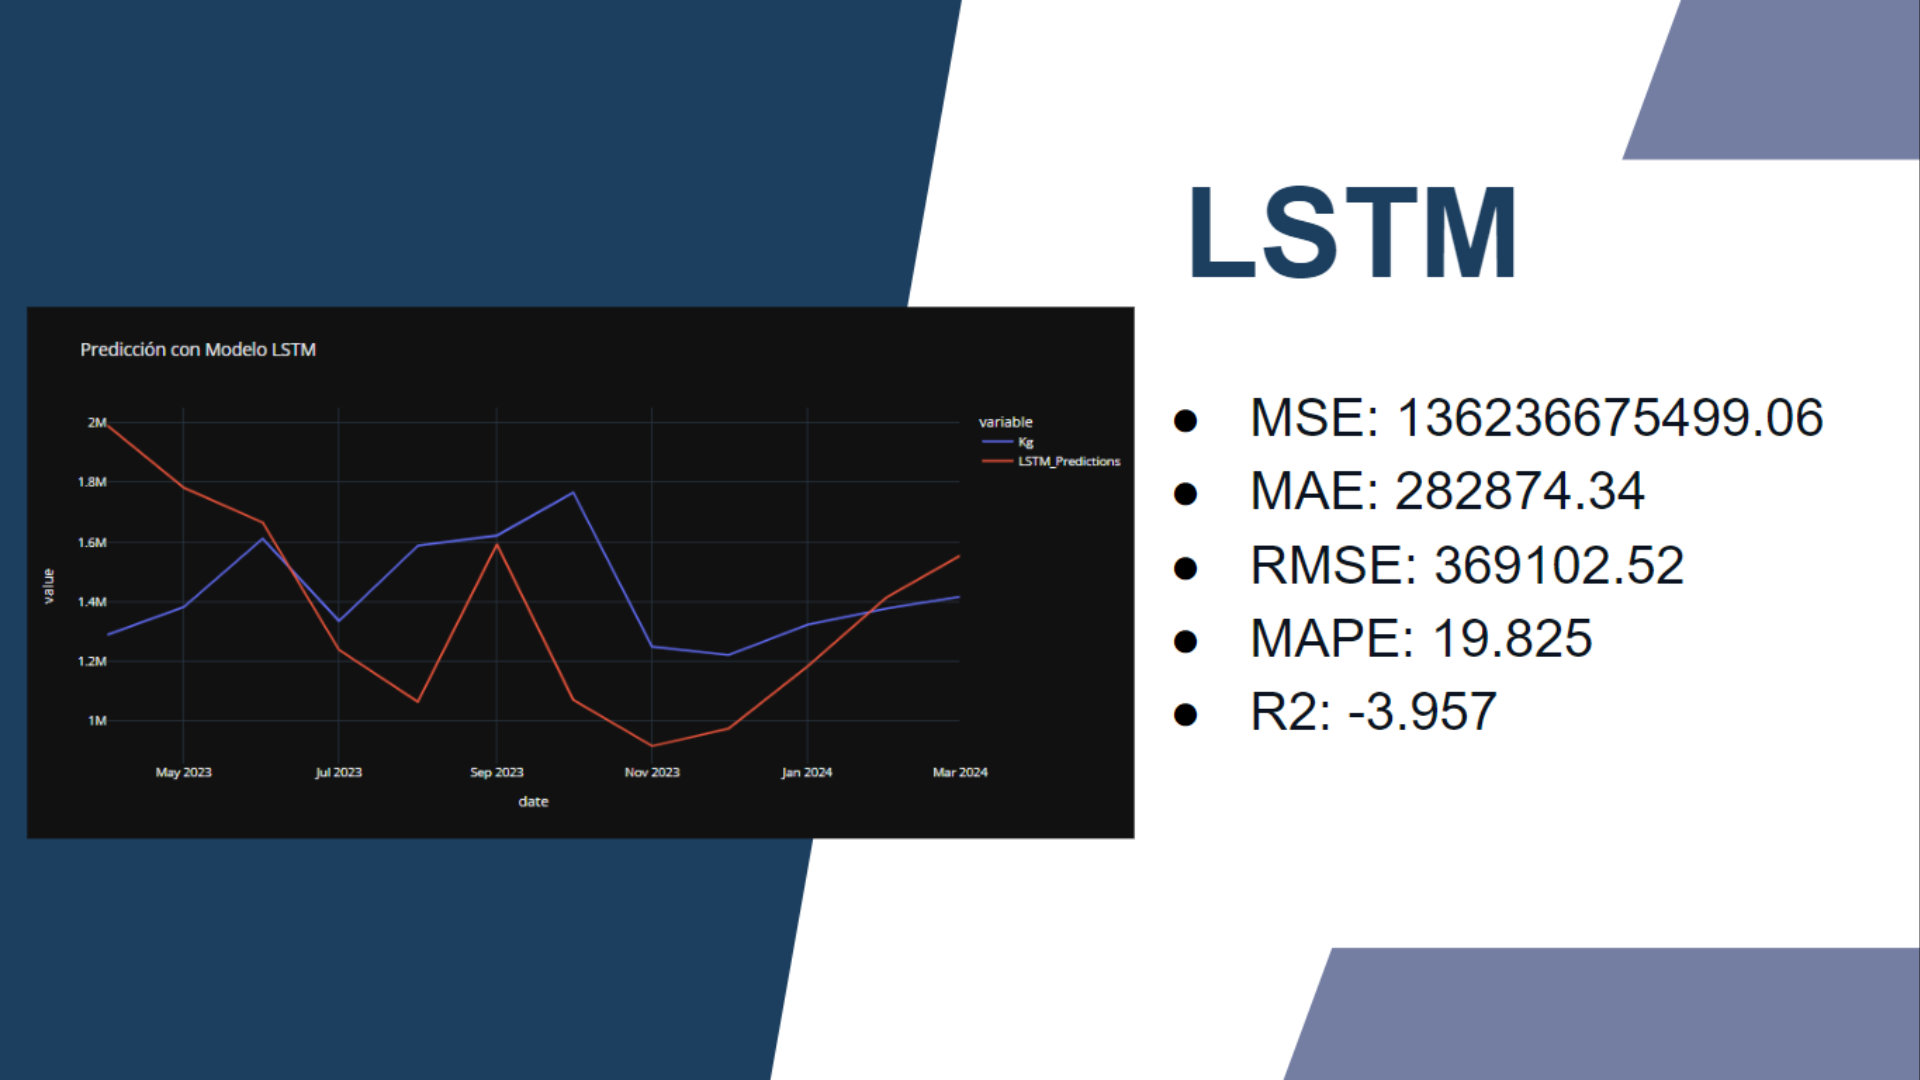 LSTM
Predicción con Modelo LSTM
variable
Kg
LSTM_Predictions
2M
1.8M
1.6M
1.4M
1.2M
1M
value
May 2023
Jul 2023
Sep 2023
Nov 2023
Jan 2024
Mar 2024
date
● MSE: 136236675499.06
● MAE: 282874.34
● RMSE: 369102.52
● MAPE: 19.825
● R2: -3.957